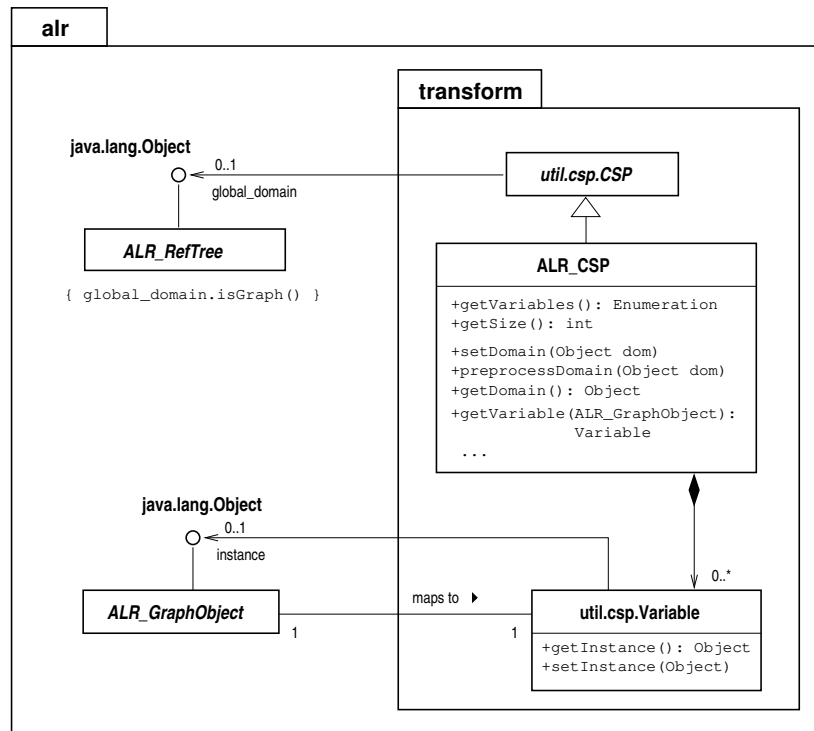 alr
transform
java.lang.Object
0..1
global_domain
util.csp.CSP
ALR_RefTree
{ global_domain.isGraph() }
ALR_CSP
+getVariables(): Enumeration
+getSize(): int
+setDomain(Object dom)
+preprocessDomain(Object dom)
+getDomain(): Object
+getVariable(ALR_GraphObject):
Variable
...
java.lang.Object
0..1
instance
0..*
ALR_GraphObject
1
maps to
1
util.csp.Variable
+getInstance(): Object
+setInstance(Object)